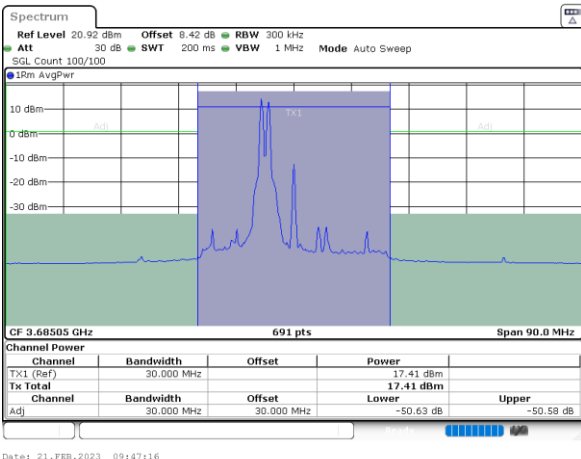 Spectrum
Ref Level 20.92 dBm Offset 8.42 dB RBW 300 kHz
Att 30 dB SWT 200 ms VBW 1 MHz Mode Auto Sweep
SGL Count 100/100
1Rm AvgPwr
TX1
10 dBm
Adj Adj
0 dBm
-10 dBm
-20 dBm
-30 dBm
CF 3.68505 GHz 691 pts Span 90.0 MHz
Channel Power
Channel Bandwidth Offset Power
TX1 (Ref) 30.000 MHz 17.41 dBm
Tx Total 17.41 dBm
Channel Bandwidth Offset Lower Upper
Adj 30.000 MHz 30.000 MHz -50.63 dB -50.58 dB
Ready
Date: 21.FEB.2023 09:47:16